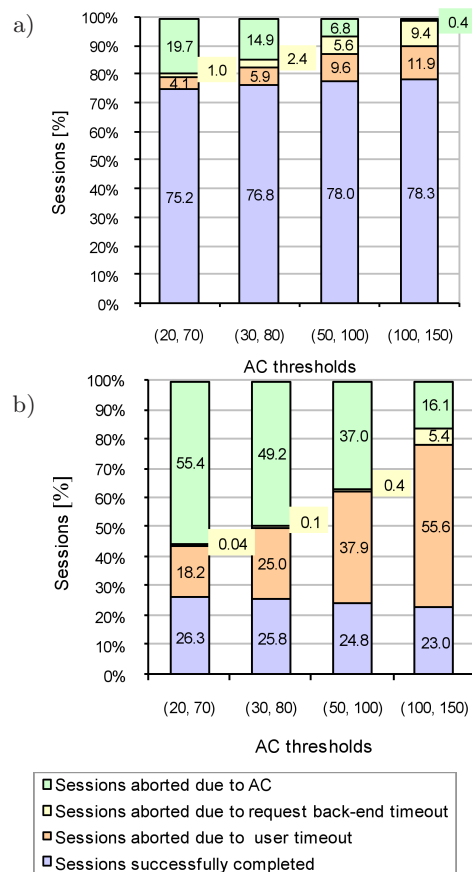 a)
Sessions [%]
100%
90%
80%
70%
60%
50%
40%
30%
20%
10%
0%
19.7 14.9 6.8 0.4
1.0 2.4 5.6 9.4
4.1 5.9 9.6 11.9
75.2 76.8 78.0 78.3
(20, 70) (30, 80) (50, 100) (100, 150)
AC thresholds
b)
Sessions [%]
100%
90%
80%
70%
60%
50%
40%
30%
20%
10%
0%
55.4 49.2 37.0 16.1
0.04 0.1 0.4 5.4
18.2 25.0 37.9 55.6
26.3 25.8 24.8 23.0
(20, 70) (30, 80) (50, 100) (100, 150)
AC thresholds
Sessions aborted due to AC
Sessions aborted due to request back-end timeout
Sessions aborted due to user timeout
Sessions successfully completed